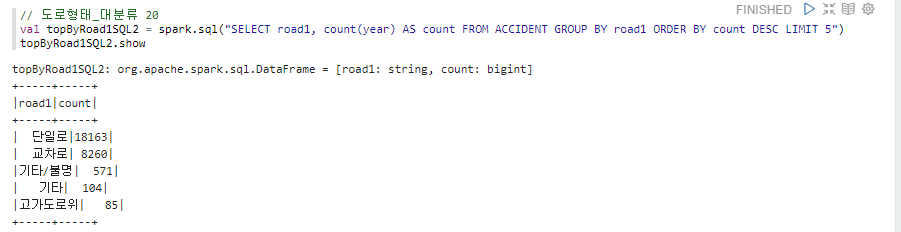 FINISHED
// 도로형태_대분류 20
val topByRoad1SQL2 = spark.sql("SELECT road1, count(year) AS count FROM ACCIDENT GROUP BY road1 ORDER BY count DESC LIMIT 5")
topByRoad1SQL2.show
topByRoad1SQL2: org.apache.spark.sql.DataFrame = [road1: string, count: bigint]
+-----+-----+
|road1|count|
+-----+-----+
|  단일로|18163|
|  교차로| 8260|
|기타/불명|  571|
|   기타|  104|
|고가도로위|   85|
+-----+-----+